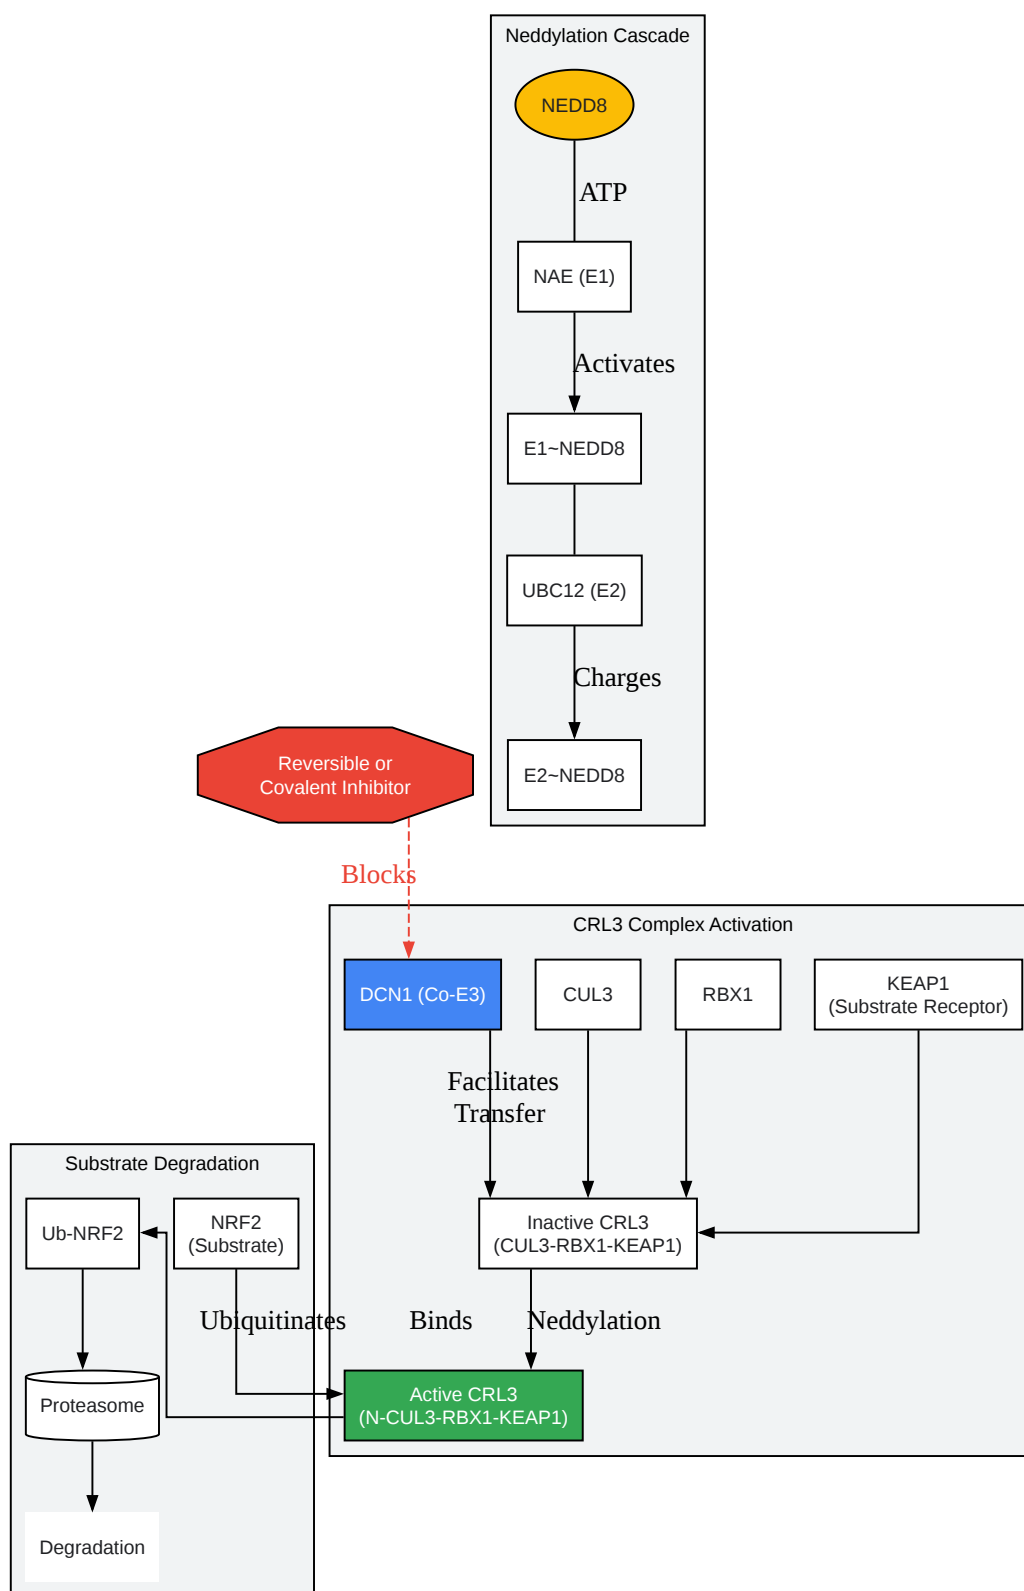 Neddylation Cascade
NEDD8
ATP
NAE (E1)
Activates
E1~NEDD8
UBC12 (E2)
Charges
E2~NEDD8
Reversible or
Covalent Inhibitor
Blocks
CRL3 Complex Activation
DCN1 (Co-E3)
CUL3
RBX1
KEAP1
(Substrate Receptor)
Facilitates
Transfer
Inactive CRL3
(CUL3-RBX1-KEAP1)
Substrate Degradation
Ub-NRF2
NRF2
(Substrate)
Ubiquitinates
Binds
Neddylation
Active CRL3
(N-CUL3-RBX1-KEAP1)
Proteasome
Degradation